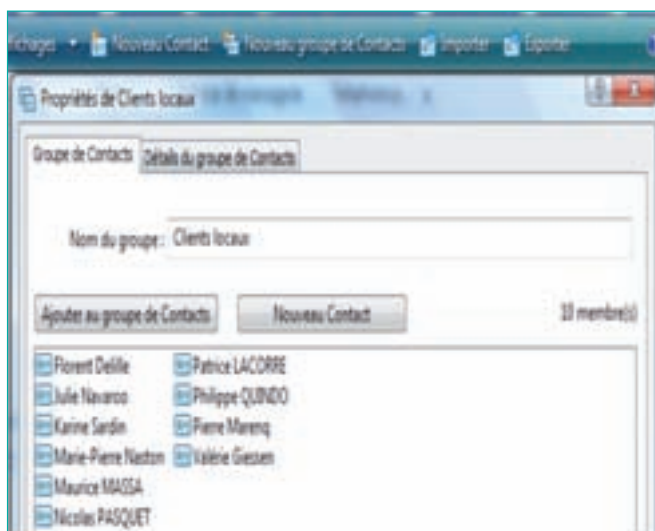 Nouveau Contact Nouveau groupe de Contacts Importer Exporter
Propriétés de Clients locaux
Groupe de Contacts Détails du groupe de Contacts
Nom du groupe : Clients locaux
Ajouter au groupe de Contacts Nouveau Contact 10 membre(s)
Florent Delille Patrice LACORRE
Julie Navaroo Philippe QUINDO
Karine Sardin Pierre Marenq
Marie-Pierre Naston Valérie Giessen
Maurice MASSA
Nicolas PASQUET